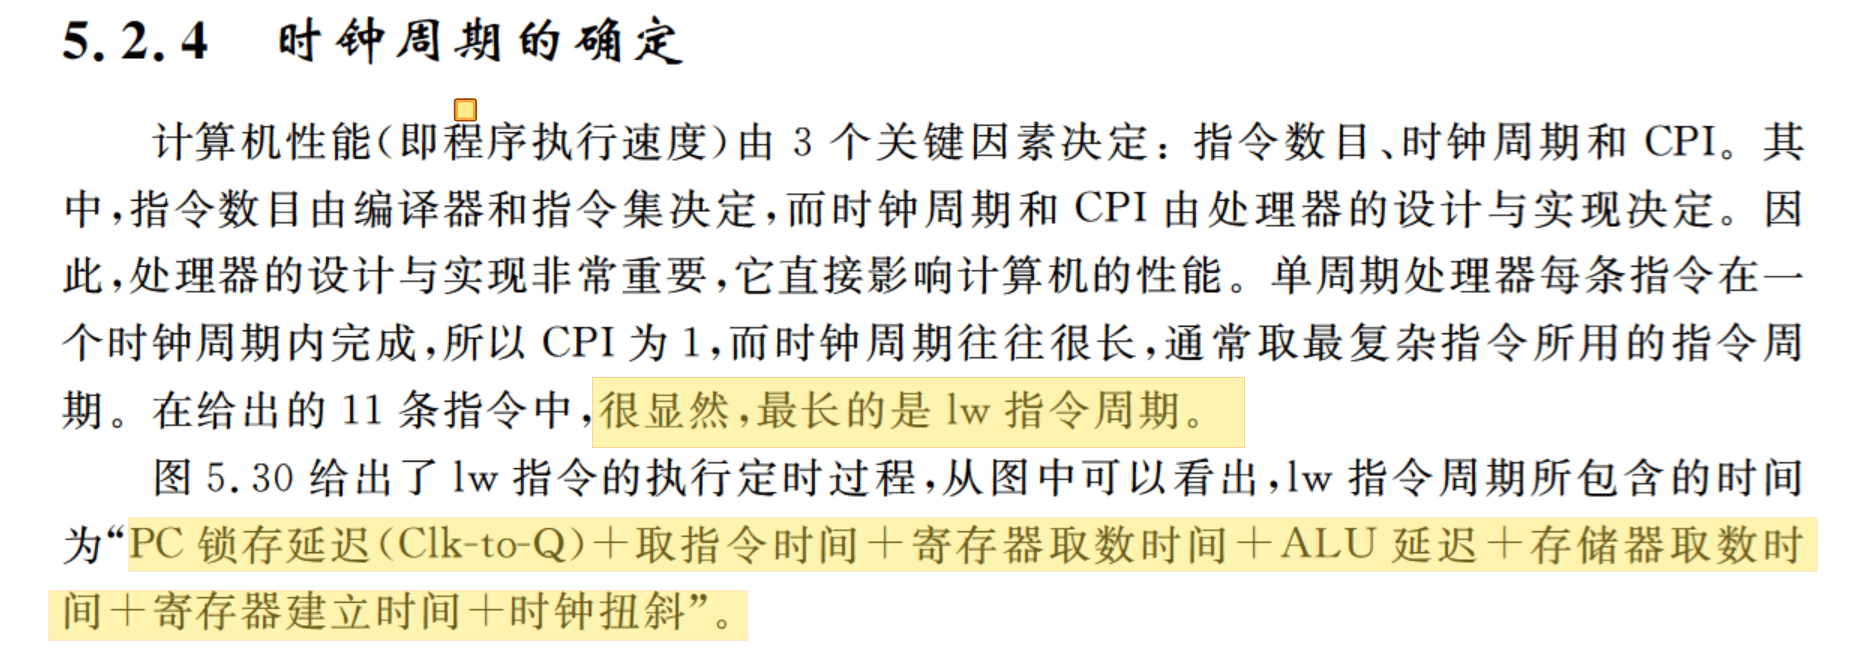 5.2.4 时钟周期的确定
计算机性能(即程序执行速度)由 3 个关键因素决定：指令数目、时钟周期和 CPI。其
中,指令数目由编译器和指令集决定,而时钟周期和 CPI 由处理器的设计与实现决定。因
此,处理器的设计与实现非常重要,它直接影响计算机的性能。单周期处理器每条指令在一
个时钟周期内完成,所以 CPI 为 1,而时钟周期往往很长,通常取最复杂指令所用的指令周
期。在给出的 11 条指令中,很显然,最长的是 lw 指令周期。
图 5.30 给出了 lw 指令的执行定时过程,从图中可以看出,lw 指令周期所包含的时间
为“PC 锁存延迟(Clk-to-Q)+取指令时间+寄存器取数时间+ALU 延迟+存储器取数时
间+寄存器建立时间+时钟扭斜”。